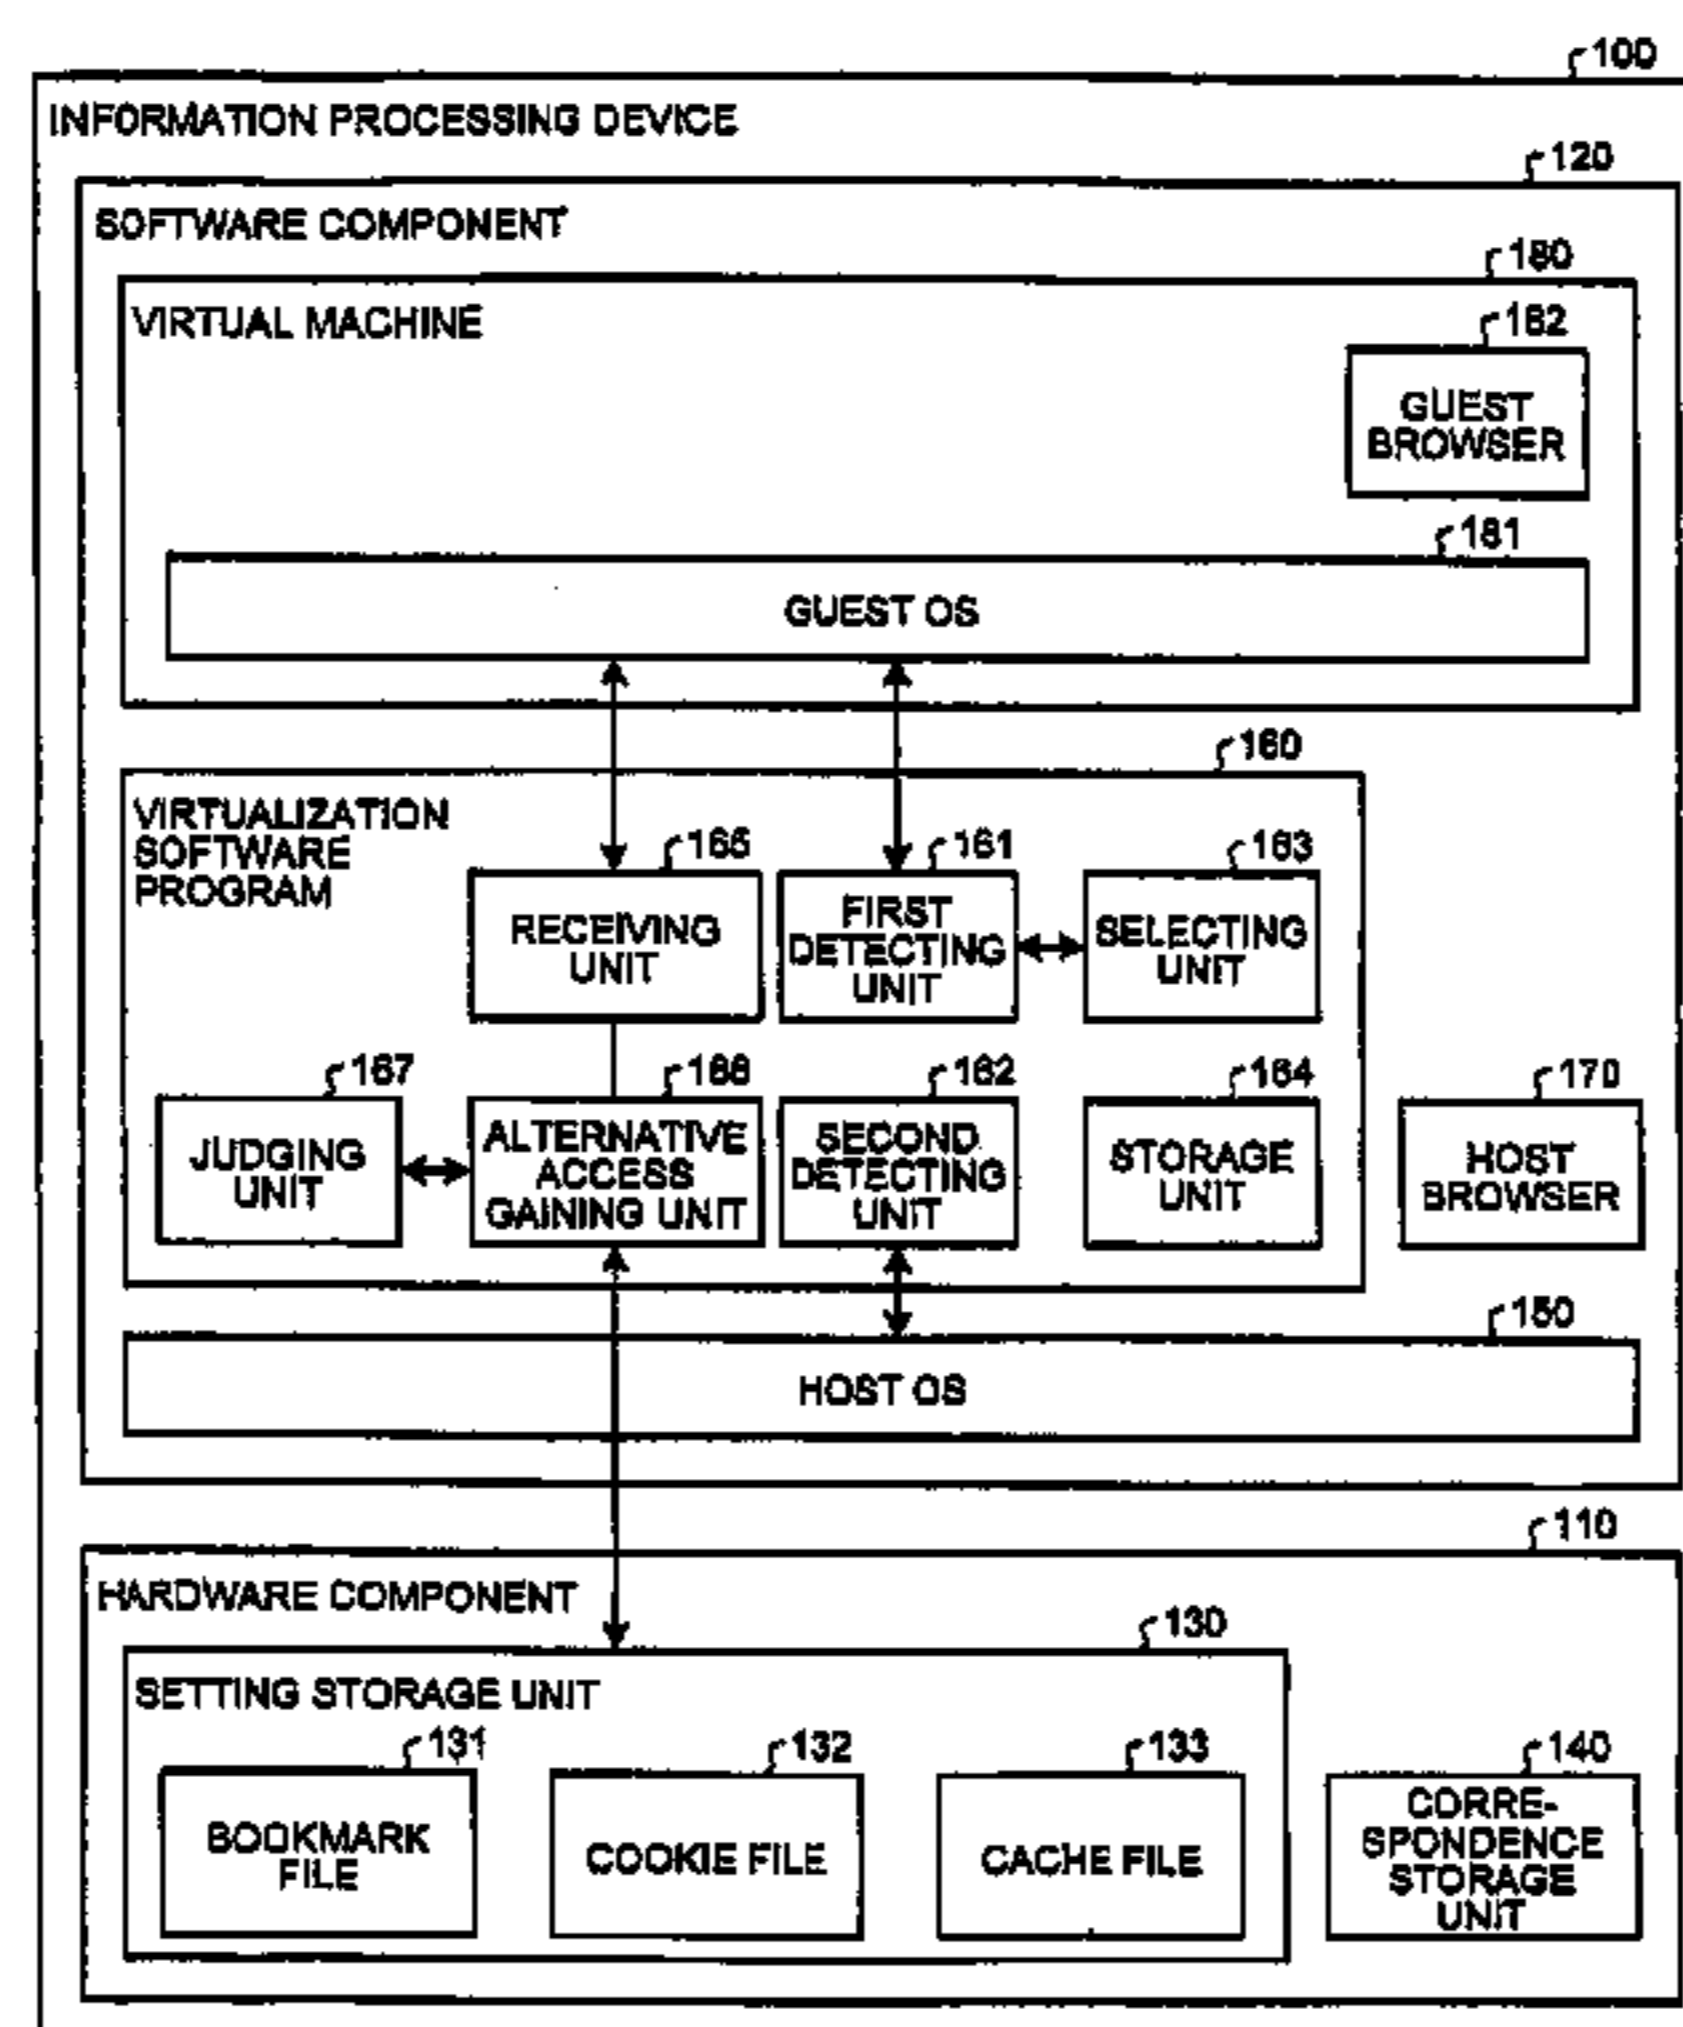 100
INFORMATION PROCESSING DEVICE
120
SOFTWARE COMPONENT
180
VIRTUAL MACHINE
182
GUEST
BROWSER
181
GUEST OS
160
VIRTUALIZATION
SOFTWARE
PROGRAM
165
RECEIVING
UNIT
161
FIRST
DETECTING
UNIT
163
SELECTING
UNIT
167
JUDGING
UNIT
166
ALTERNATIVE
ACCESS
GAINING UNIT
162
SECOND
DETECTING
UNIT
164
STORAGE
UNIT
170
HOST
BROWSER
150
HOST OS
110
HARDWARE COMPONENT
130
SETTING STORAGE UNIT
131
BOOKMARK
FILE
132
COOKIE FILE
133
CACHE FILE
140
CORRE-
SPONDENCE
STORAGE
UNIT